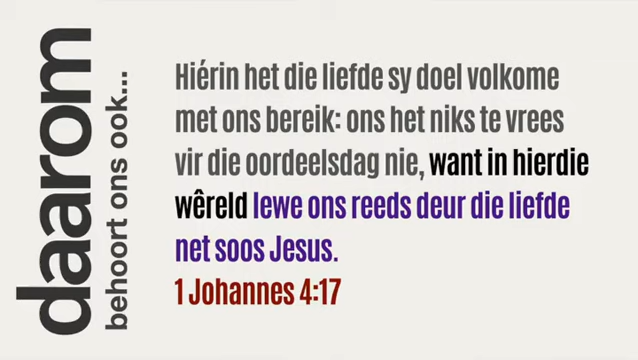 daarom
behoort ons ook...
Hiérin het die liefde sy doel volkome
met ons bereik: ons het niks te vrees
vir die oordeelsdag nie, want in hierdie
wêreld lewe ons reeds deur die liefde
net soos Jesus.
1 Johannes 4:17